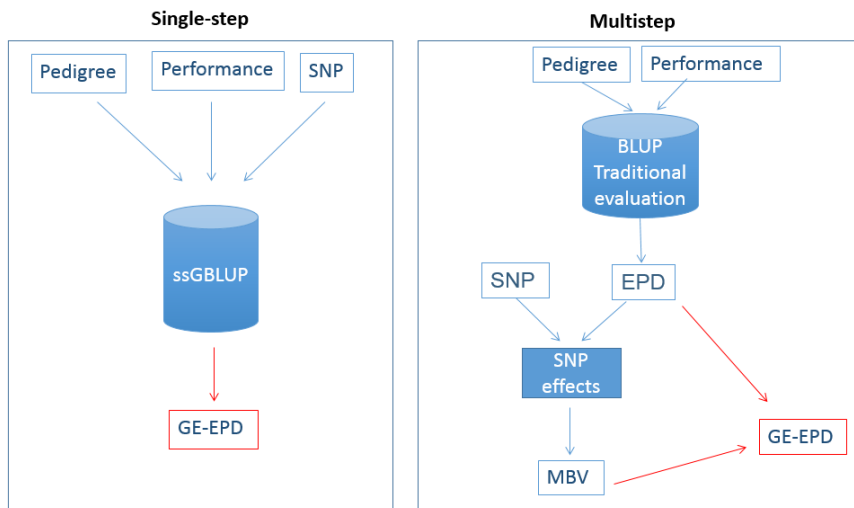 Single-step
Pedigree
Performance
SNP
ssGBLUP
GE-EPD
Multistep
Pedigree
Performance
BLUP
Traditional
evaluation
SNP
EPD
SNP
effects
MBV
GE-EPD